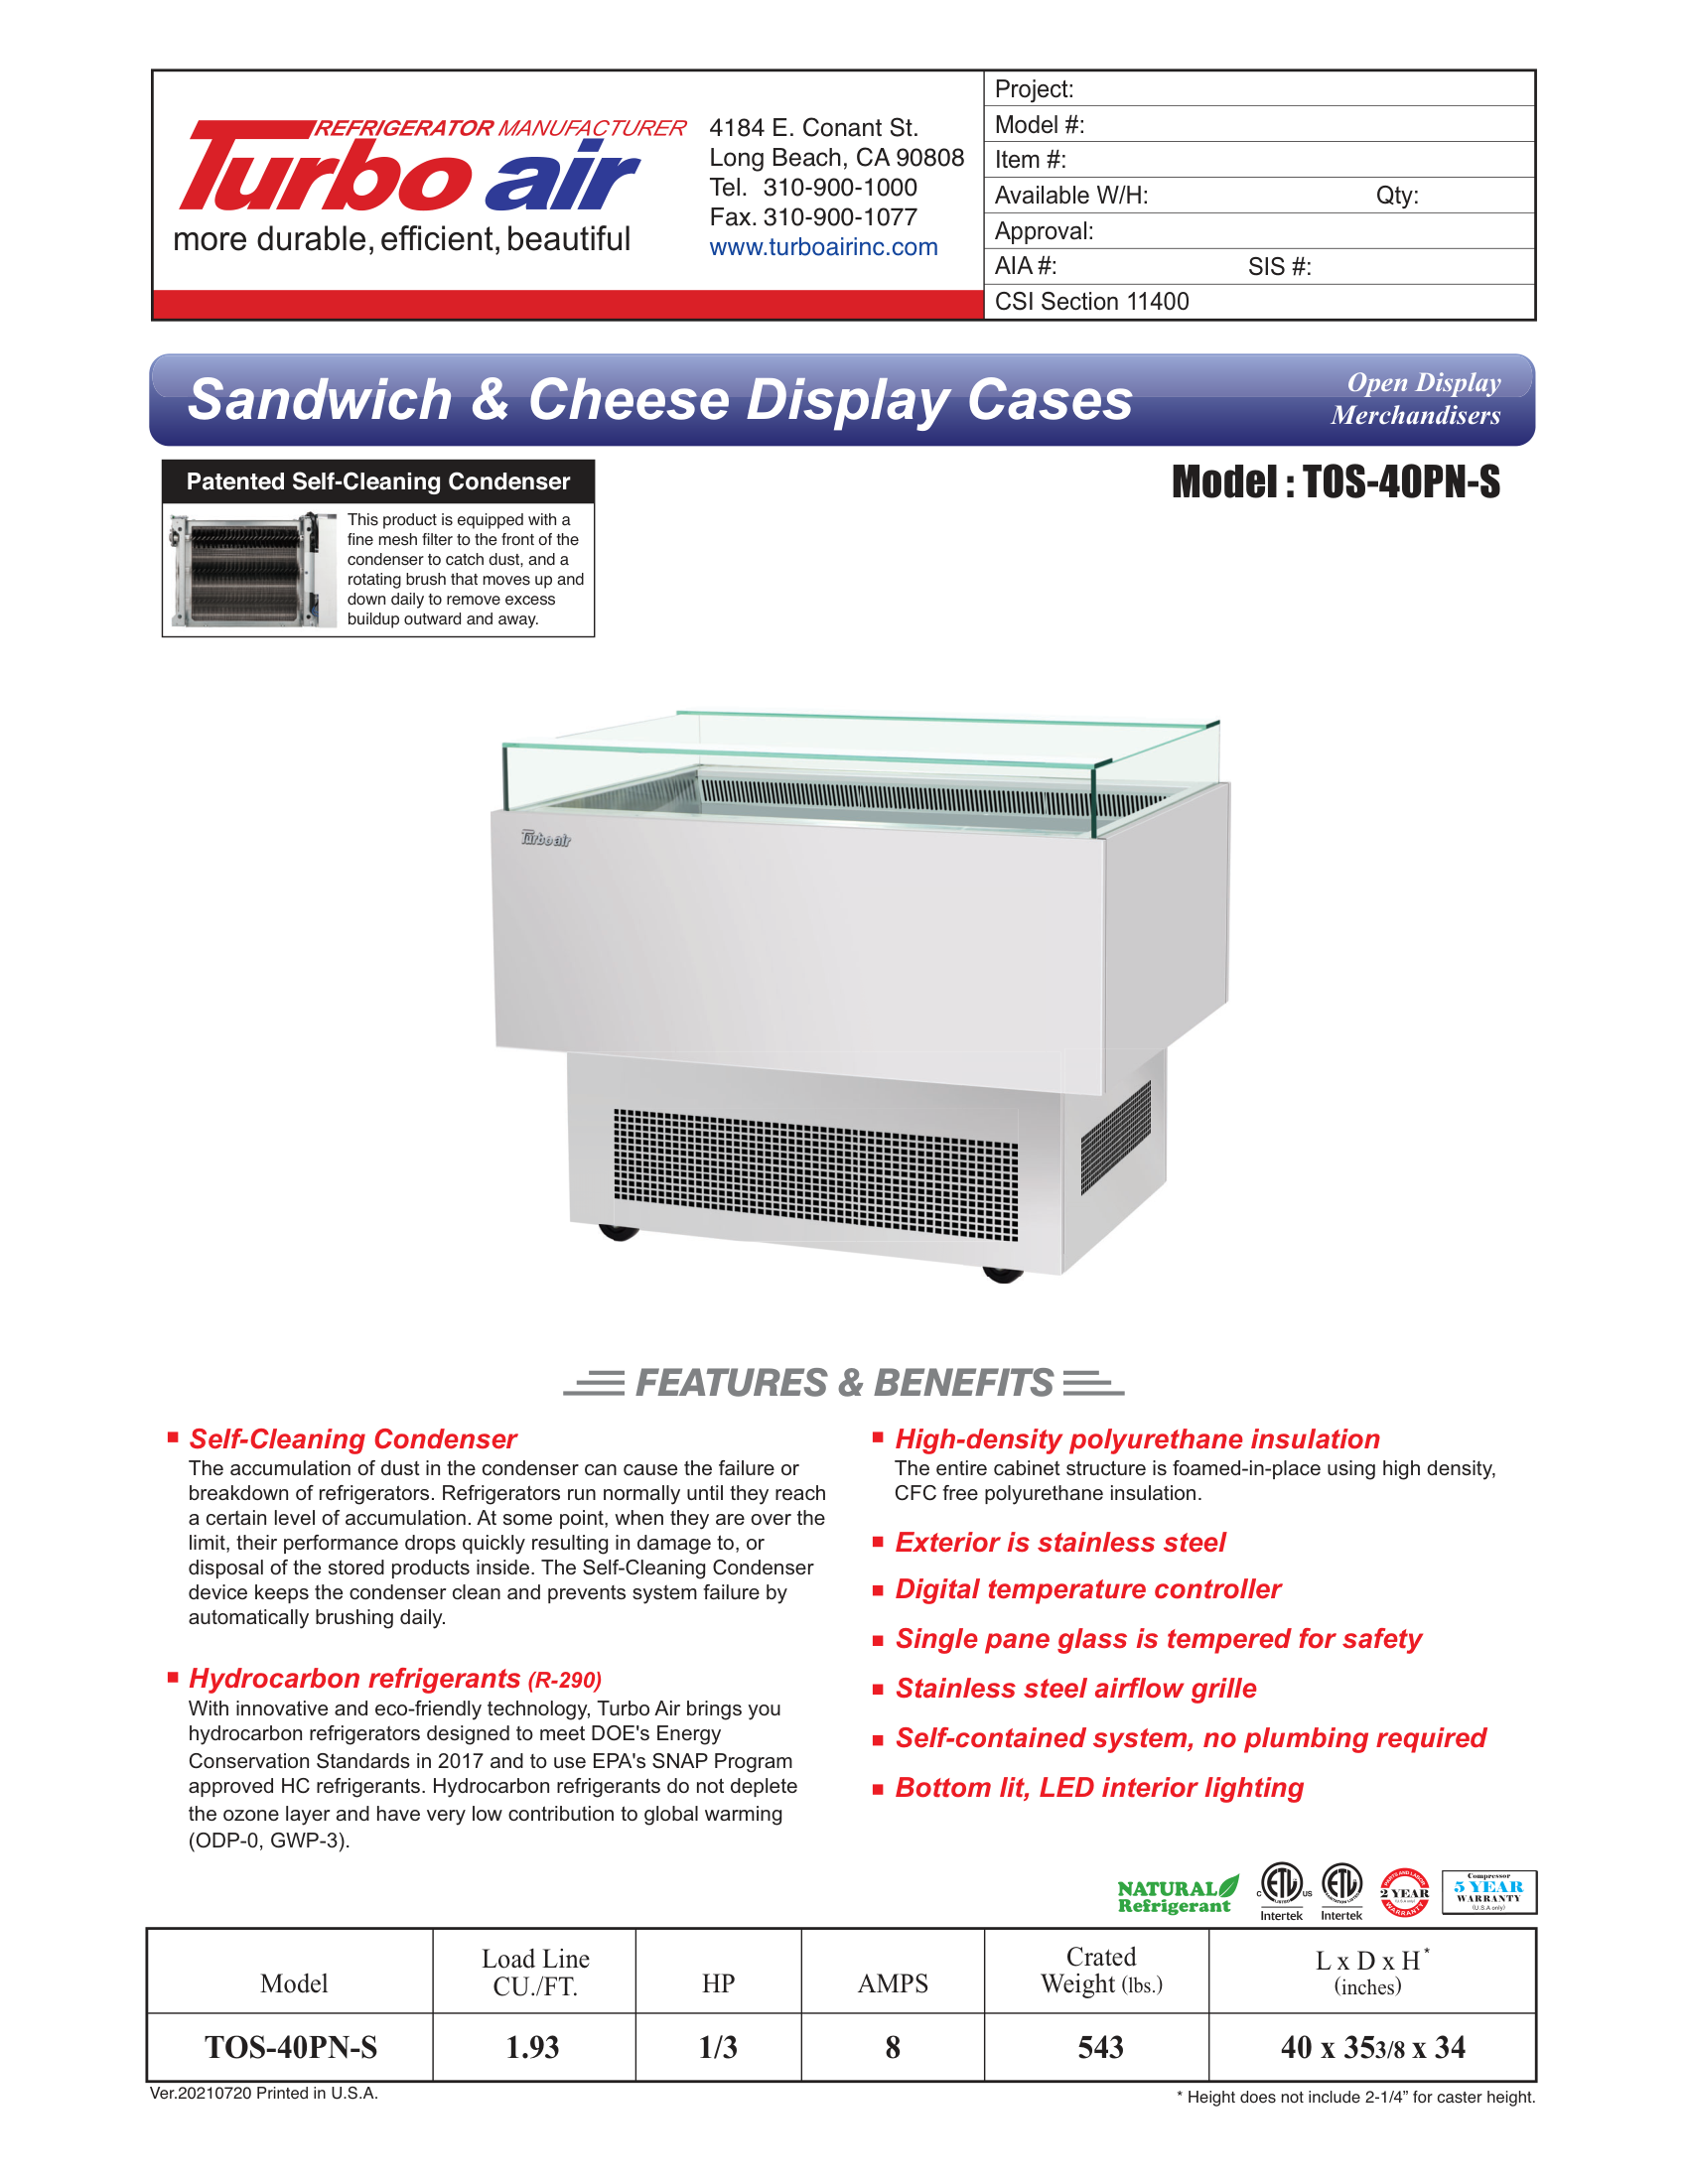 REFRIGERATOR MANUFACTURER
Turbo air
more durable, efficient, beautiful
4184 E. Conant St.
Long Beach, CA 90808
Tel. 310-900-1000
Fax. 310-900-1077
www.turboairinc.com
Project:
Model #:
Item #:
Available W/H: Qty:
Approval:
AIA #: SIS #:
CSI Section 11400
Sandwich & Cheese Display Cases
Open Display
Merchandisers
Patented Self-Cleaning Condenser
This product is equipped with a
fine mesh filter to the front of the
condenser to catch dust, and a
rotating brush that moves up and
down daily to remove excess
buildup outward and away.
Model : TOS-40PN-S
Turbo air
FEATURES & BENEFITS
Self-Cleaning Condenser
The accumulation of dust in the condenser can cause the failure or
breakdown of refrigerators. Refrigerators run normally until they reach
a certain level of accumulation. At some point, when they are over the
limit, their performance drops quickly resulting in damage to, or
disposal of the stored products inside. The Self-Cleaning Condenser
device keeps the condenser clean and prevents system failure by
automatically brushing daily.
Hydrocarbon refrigerants (R-290)
With innovative and eco-friendly technology, Turbo Air brings you
hydrocarbon refrigerators designed to meet DOE's Energy
Conservation Standards in 2017 and to use EPA's SNAP Program
approved HC refrigerants. Hydrocarbon refrigerants do not deplete
the ozone layer and have very low contribution to global warming
(ODP-0, GWP-3).
High-density polyurethane insulation
The entire cabinet structure is foamed-in-place using high density,
CFC free polyurethane insulation.
Exterior is stainless steel
Digital temperature controller
Single pane glass is tempered for safety
Stainless steel airflow grille
Self-contained system, no plumbing required
Bottom lit, LED interior lighting
NATURAL
Refrigerant
C ETL US
LISTED
Intertek
ETL
Intertek
PARTS AND LABOR
2 YEAR
(U.S.A only)
WARRANTY
Compressor
5 YEAR
WARRANTY
(U.S.A only)
Model
Load Line
CU./FT.
HP
AMPS
Crated
Weight (lbs.)
L x D x H*
(inches)
TOS-40PN-S 1.93 1/3 8 543 40 x 353/8 x 34
Ver.20210720 Printed in U.S.A.
* Height does not include 2-1/4” for caster height.